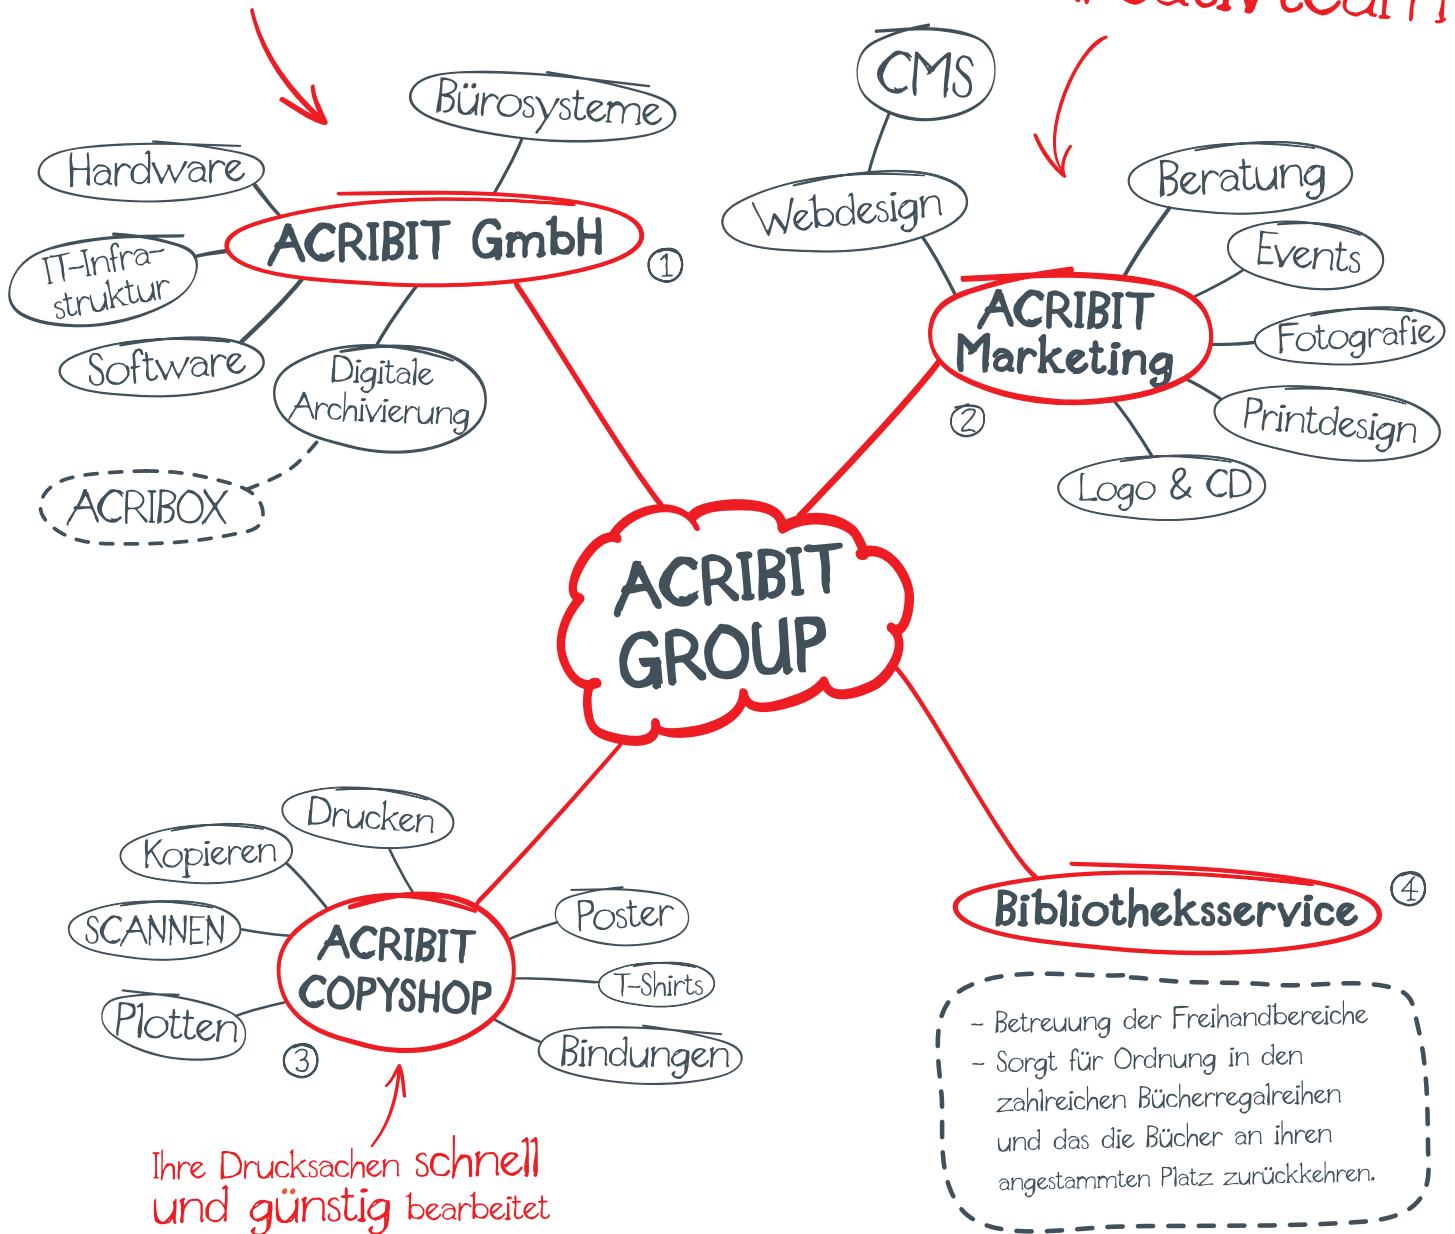 Bürosysteme
Hardware
ACRIBIT GmbH
1
IT-Infra-
struktur
Software
Digitale
Archivierung
ACRIBOX
CMS
Webdesign
Beratung
Events
ACRIBIT
Marketing
Fotografie
2
Printdesign
Logo & CD
ACRIBIT
GROUP
Drucken
Kopieren
SCANNEN
Plotten
ACRIBIT
COPYSHOP
Poster
T-Shirts
Bindungen
3
Ihre Drucksachen schnell
und günstig bearbeitet
Bibliotheksservice
4
- Betreuung der Freihandbereiche
- Sorgt für Ordnung in den
zahlreichen Bücherregalreihen
und das die Bücher an ihren
angestammten Platz zurückkehren.